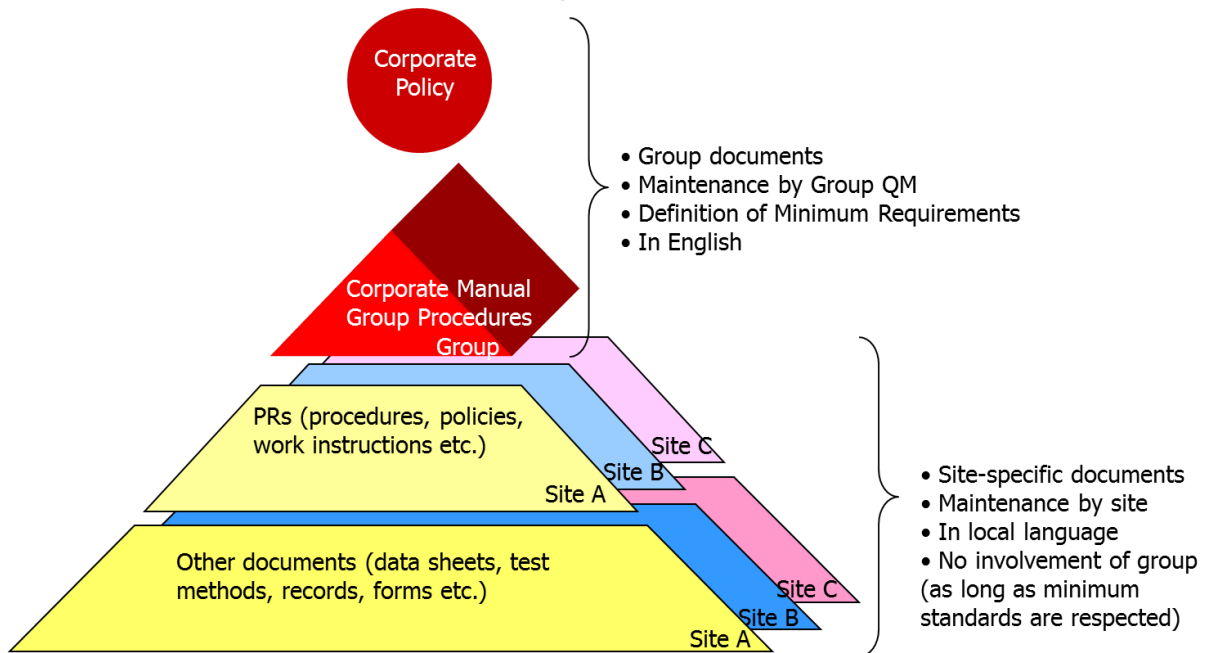 Corporate
Policy
• Group documents
• Maintenance by Group QM
• Definition of Minimum Requirements
• In English
Corporate Manual
Group Procedures
Group
PRs (procedures, policies,
work instructions etc.)
Site C
Site B
Site A
• Site-specific documents
• Maintenance by site
• In local language
• No involvement of group
(as long as minimum
standards are respected)
Other documents (data sheets, test
methods, records, forms etc.)
Site C
Site B
Site A